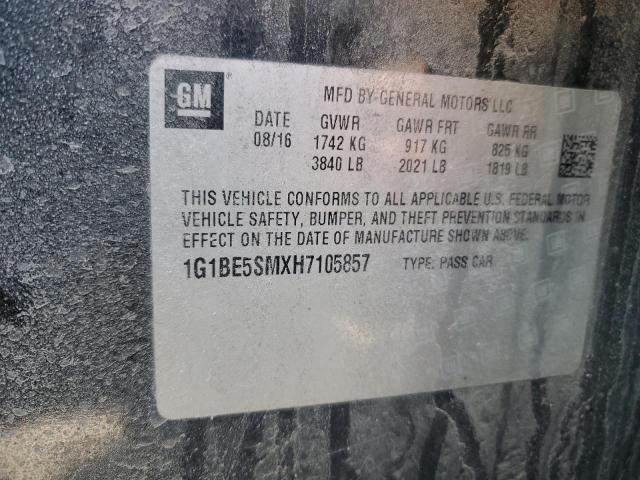 GM®
MFD BY GENERAL MOTORS LLC
DATE GVWR GAWR FRT GAWR RR
08/16 1742 KG 917 KG 825 KG
3840 LB 2021 LB 1819 LB
THIS VEHICLE CONFORMS TO ALL APPLICABLE U.S. FEDERAL MOTOR
VEHICLE SAFETY, BUMPER, AND THEFT PREVENTION STANDARDS IN
EFFECT ON THE DATE OF MANUFACTURE SHOWN ABOVE.
1G1BE5SMXH7105857 TYPE: PASS CAR